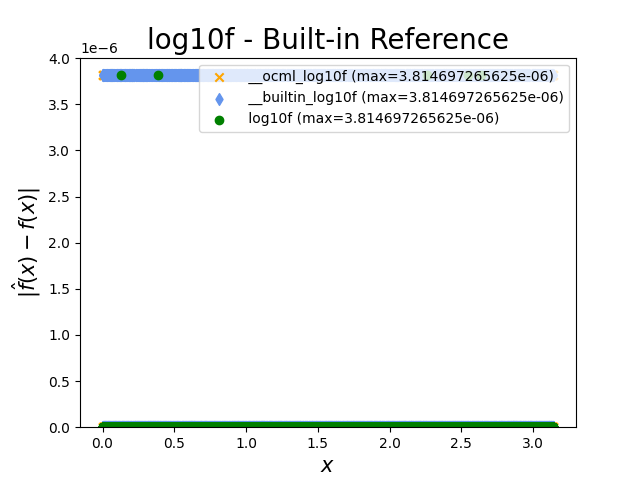 log10f - Built-in Reference
1e−6
4.0
3.5
3.0
2.5
2.0
1.5
1.0
0.5
0.0
|f̂(x) − f(x)|
__ocml_log10f (max=3.814697265625e-06)
__builtin_log10f (max=3.814697265625e-06)
log10f (max=3.814697265625e-06)
0.0 0.5 1.0 1.5 2.0 2.5 3.0
x